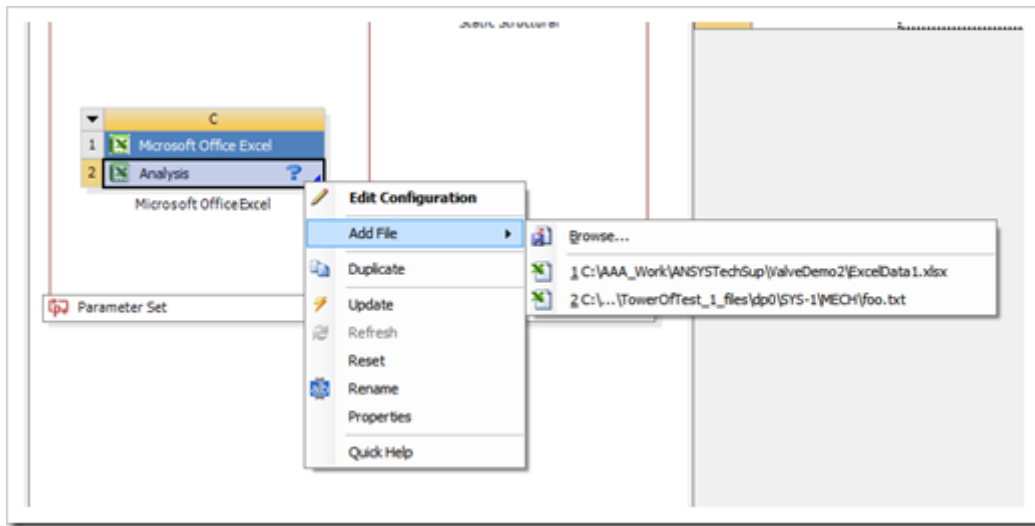 Static Structural
C
1 Microsoft Office Excel
2 Analysis ?
Microsoft Office Excel
Edit Configuration
Add File
Browse...
Duplicate
1 C:\AAA_Work\ANSYSTechSup\ValveDemo2\ExcelData1.xlsx
Update
2 C:\...\TowerOfTest_1_files\dp0\SYS-1\MECH\foo.txt
Parameter Set
Refresh
Reset
Rename
Properties
Quick Help